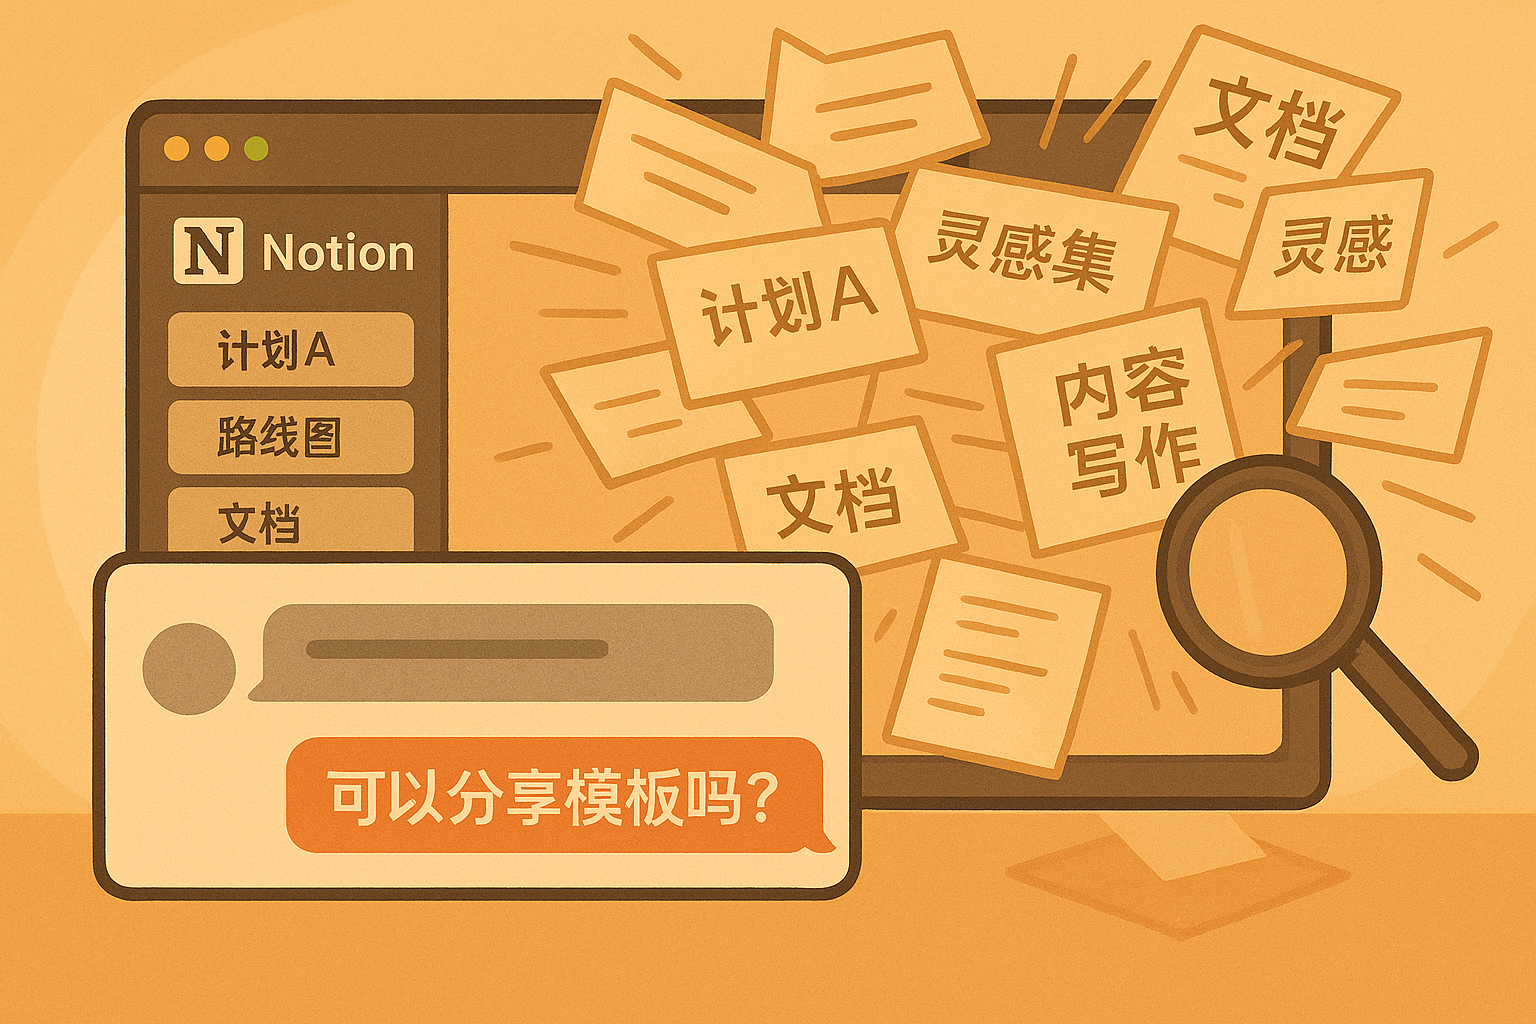 N Notion
计划A
路线图
文档
文档
灵感集
灵感
计划A
内容
写作
文档
可以分享模板吗？